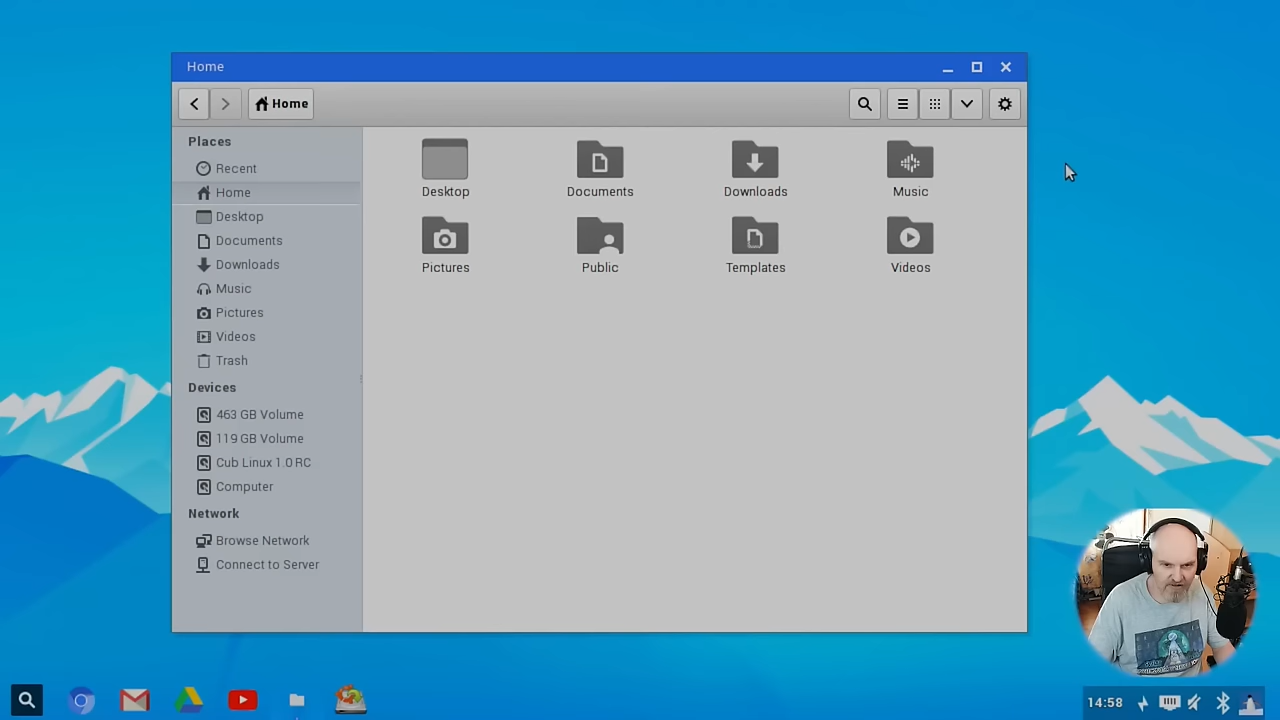 Home
Home
Places
Recent
Home
Desktop
Documents
Downloads
Music
Pictures
Videos
Trash
Devices
463 GB Volume
119 GB Volume
Cub Linux 1.0 RC
Computer
Network
Browse Network
Connect to Server
Desktop
Documents
Downloads
Music
Pictures
Public
Templates
Videos
14:58